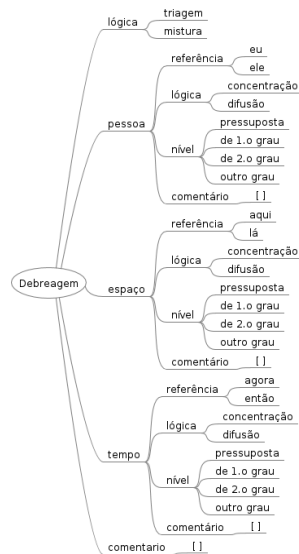 Debreagem
lógica
triagem
mistura
pessoa
referência
eu
ele
lógica
concentração
difusão
nível
pressuposta
de 1.o grau
de 2.o grau
outro grau
comentário
[ ]
espaço
referência
aqui
lá
lógica
concentração
difusão
nível
pressuposta
de 1.o grau
de 2.o grau
outro grau
comentário
[ ]
tempo
referência
agora
então
lógica
concentração
difusão
nível
pressuposta
de 1.o grau
de 2.o grau
outro grau
comentário
[ ]
comentario
[ ]